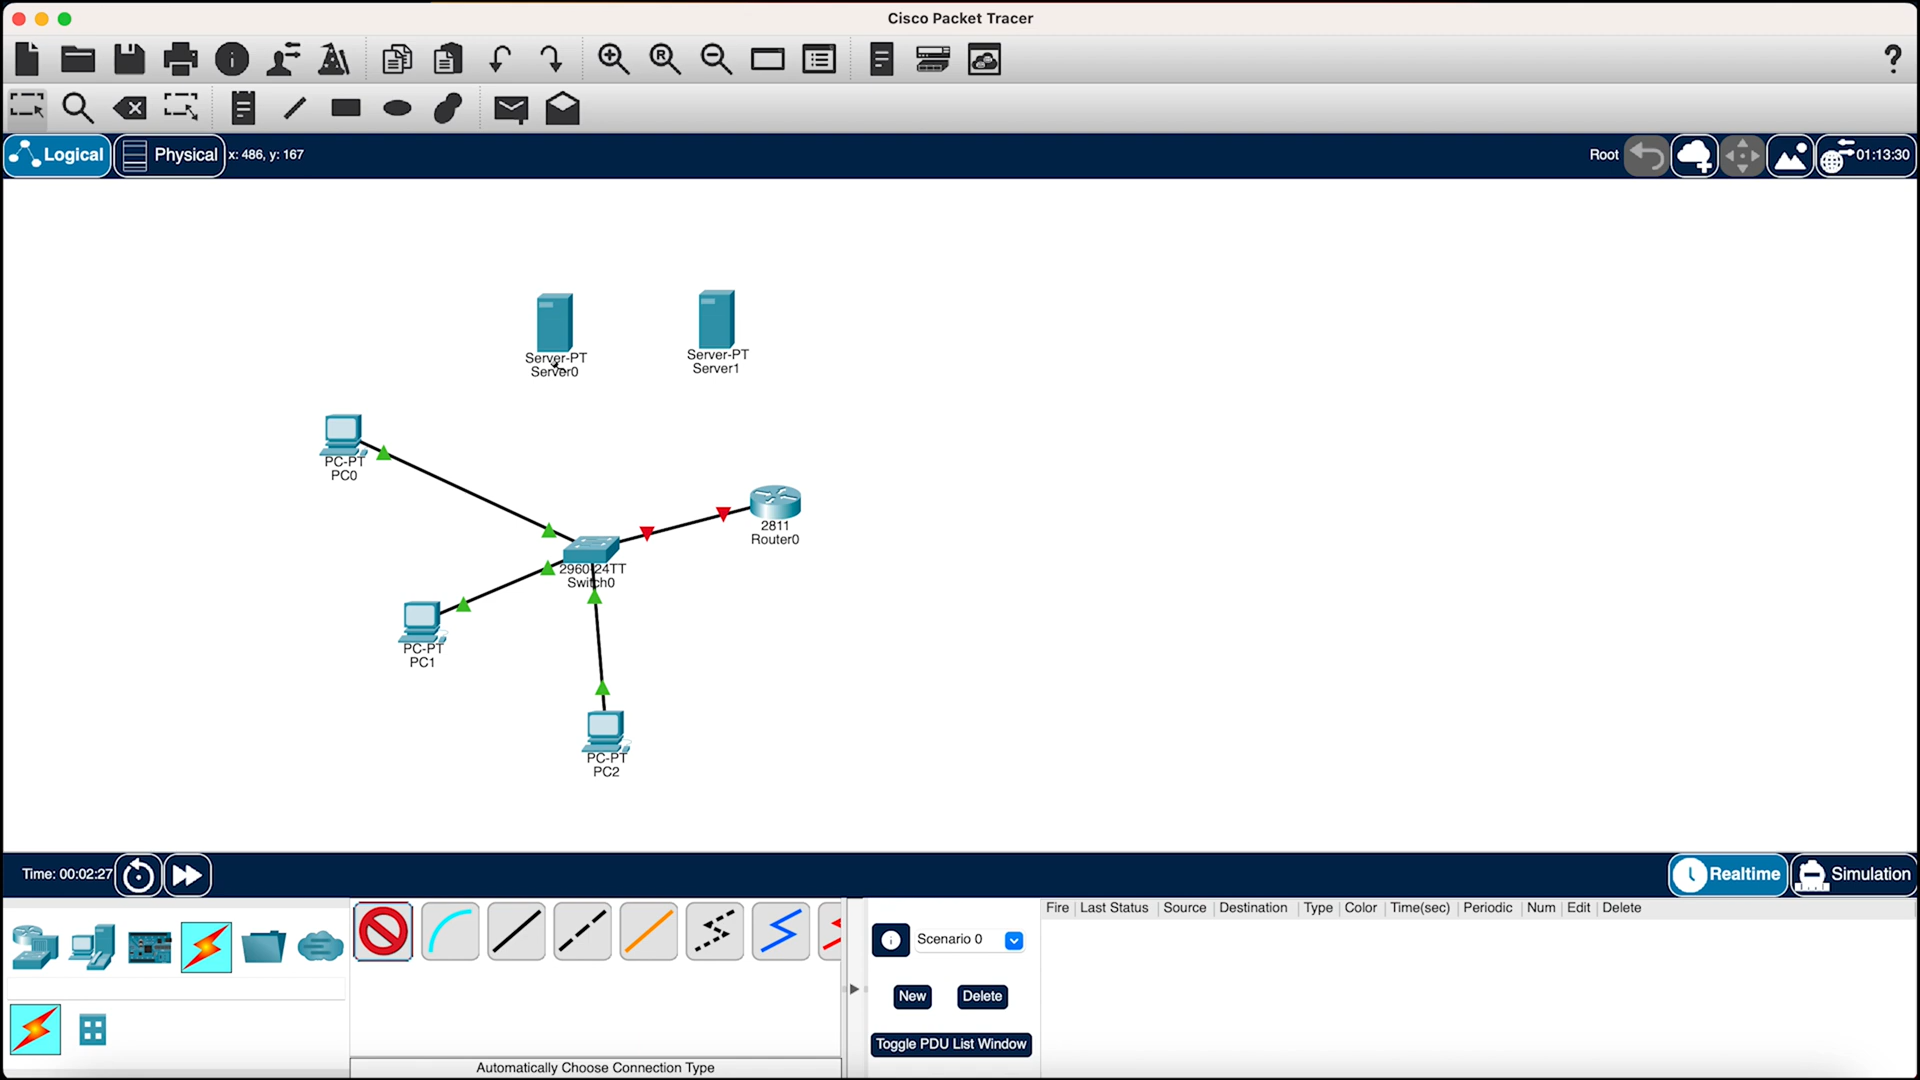 Cisco Packet Tracer
Logical
Physical
x: 486, y: 167
Root
01:13:30
Server-PT
Server0
Server-PT
Server1
PC-PT
PC0
2811
Router0
2960-24TT
Switch0
PC-PT
PC1
PC-PT
PC2
Time: 00:02:27
Realtime
Simulation
Fire
Last Status
Source
Destination
Type
Color
Time(sec)
Periodic
Num
Edit
Delete
Scenario 0
New
Delete
Toggle PDU List Window
Automatically Choose Connection Type